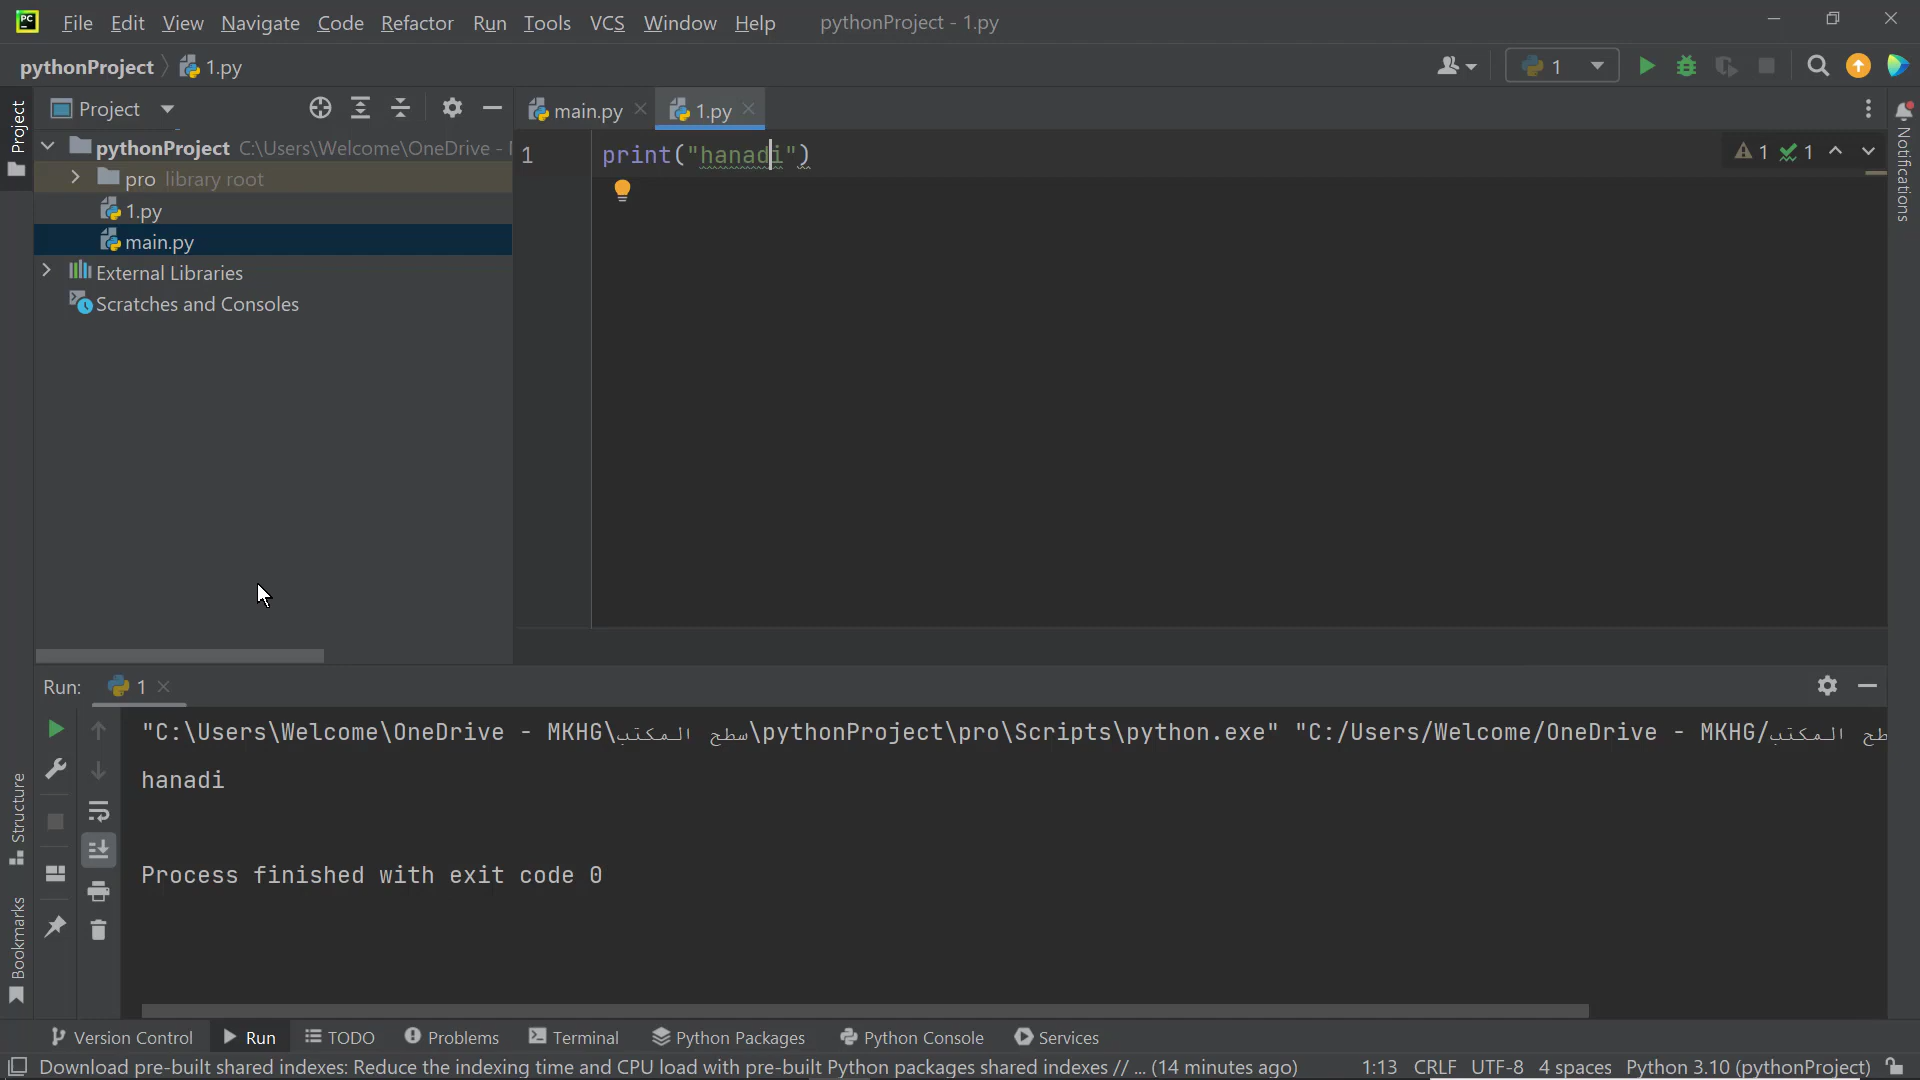 File Edit View Navigate Code Refactor Run Tools VCS Window Help pythonProject - 1.py
pythonProject 1.py
1
Project
main.py
1.py
pythonProject C:\Users\Welcome\OneDrive -
pro library root
1.py
main.py
External Libraries
Scratches and Consoles
1 print("hanadi")
1 1
Project
Structure
Bookmarks
Notifications
Run: 1
"C:\Users\Welcome\OneDrive - MKHG\سطح المكتب\pythonProject\pro\Scripts\python.exe" "C:/Users/Welcome/OneDrive - MKHG/سطح المكتب
hanadi
Process finished with exit code 0
Version Control Run TODO Problems Terminal Python Packages Python Console Services
Download pre-built shared indexes: Reduce the indexing time and CPU load with pre-built Python packages shared indexes // ... (14 minutes ago) 1:13 CRLF UTF-8 4 spaces Python 3.10 (pythonProject)